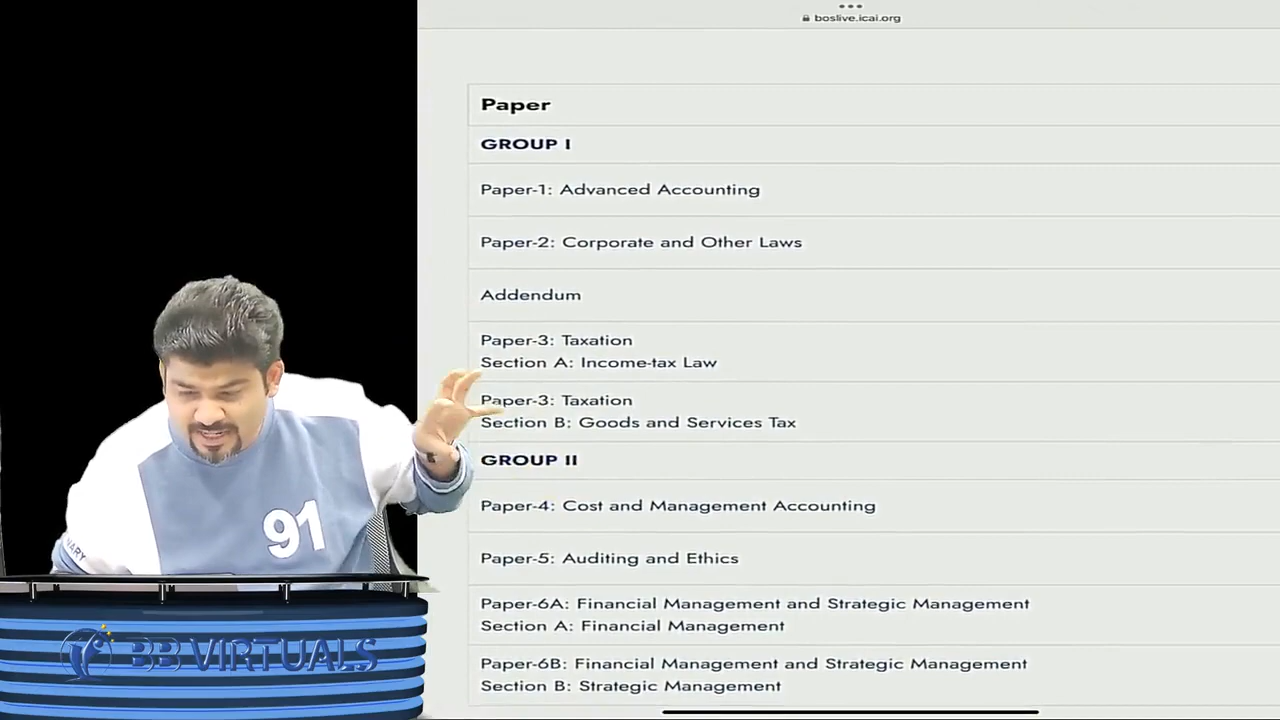 boslive.icai.org
Paper
GROUP I
Paper-1: Advanced Accounting
Paper-2: Corporate and Other Laws
Addendum
Paper-3: Taxation
Section A: Income-tax Law
Paper-3: Taxation
Section B: Goods and Services Tax
GROUP II
Paper-4: Cost and Management Accounting
Paper-5: Auditing and Ethics
Paper-6A: Financial Management and Strategic Management
Section A: Financial Management
Paper-6B: Financial Management and Strategic Management
Section B: Strategic Management
91
BB VIRTUALS